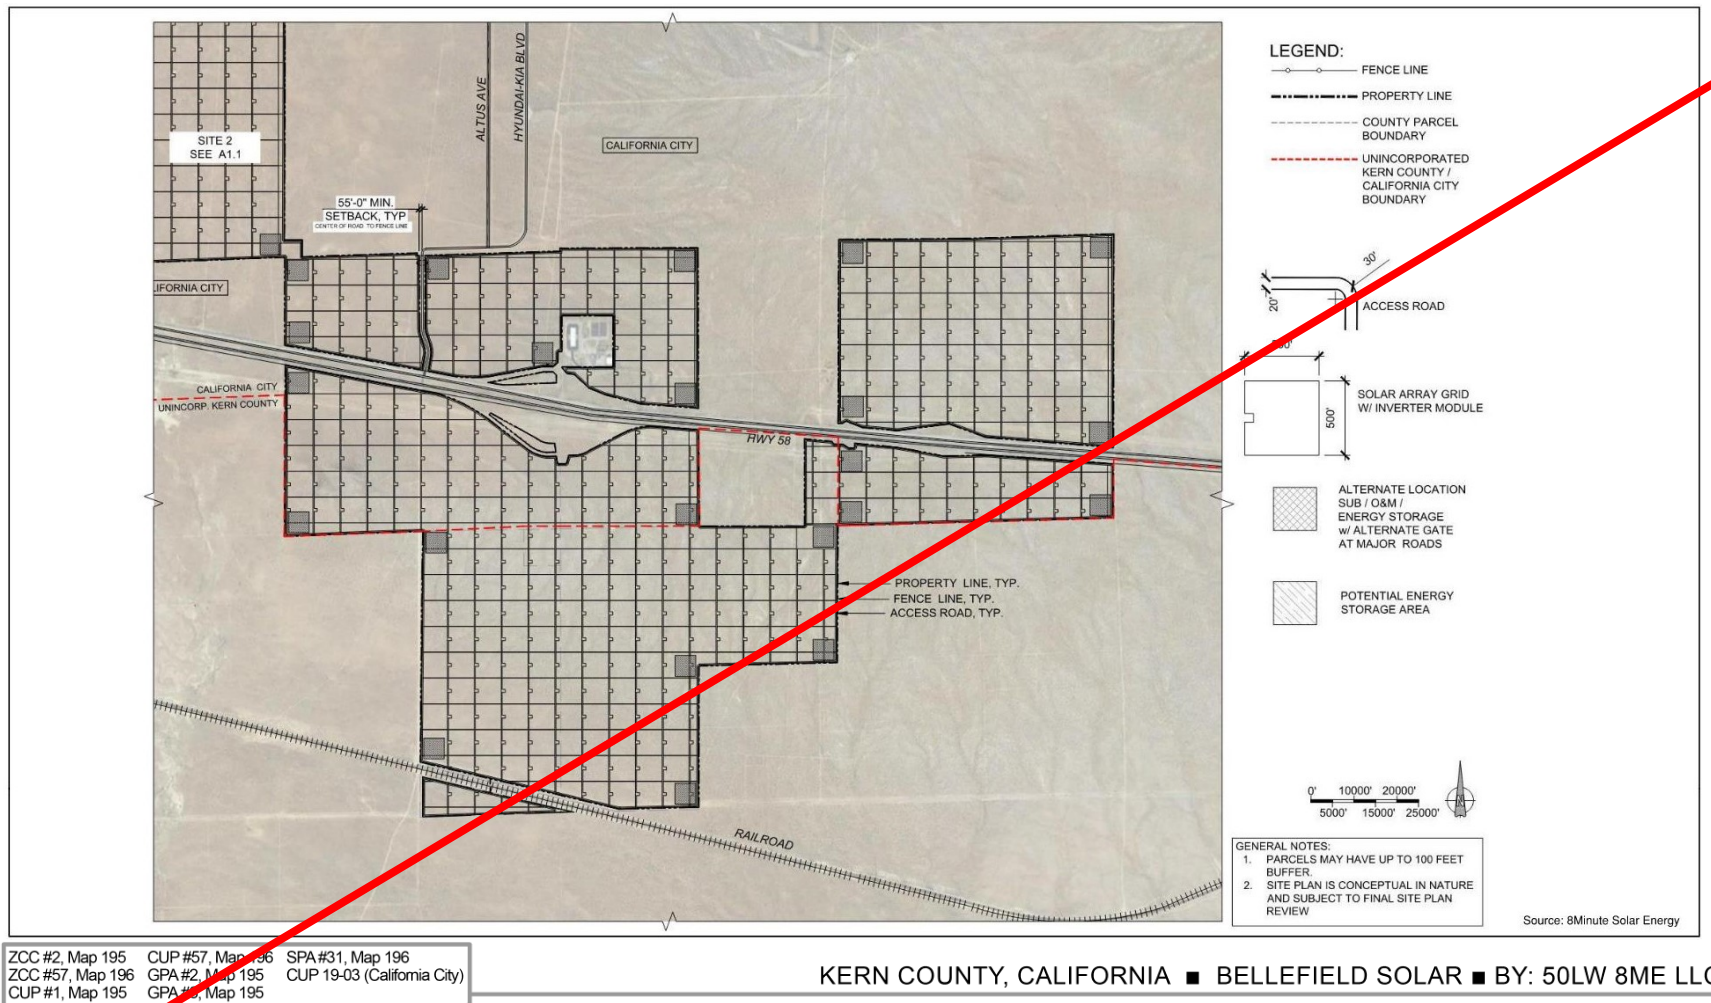 LEGEND:
FENCE LINE
PROPERTY LINE
COUNTY PARCEL
BOUNDARY
UNINCORPORATED
KERN COUNTY /
CALIFORNIA CITY
BOUNDARY
30'
20'
ACCESS ROAD
SOLAR ARRAY GRID
W/ INVERTER MODULE
500'
ALTERNATE LOCATION
SUB / O&M /
ENERGY STORAGE
w/ ALTERNATE GATE
AT MAJOR ROADS
POTENTIAL ENERGY
STORAGE AREA
0' 10000' 20000'
5000' 15000' 25000'
GENERAL NOTES:
1. PARCELS MAY HAVE UP TO 100 FEET
BUFFER.
2. SITE PLAN IS CONCEPTUAL IN NATURE
AND SUBJECT TO FINAL SITE PLAN
REVIEW
Source: 8Minute Solar Energy
SITE 2
SEE A1.1
ALTUS AVE
HYUNDAI-KIA BLVD
CALIFORNIA CITY
55'-0" MIN.
SETBACK, TYP
CENTER OF ROAD TO FENCE LINE
LIFORNIA CITY
CALIFORNIA CITY
UNINCORP. KERN COUNTY
HWY 58
PROPERTY LINE, TYP.
FENCE LINE, TYP.
ACCESS ROAD, TYP.
RAILROAD
ZCC #2, Map 195 CUP #57, Map 196 SPA #31, Map 196
ZCC #57, Map 196 GPA #2, Map 195 CUP 19-03 (California City)
CUP #1, Map 195 GPA Map 195
KERN COUNTY, CALIFORNIA ■ BELLEFIELD SOLAR ■ BY: 50LW 8ME LLC